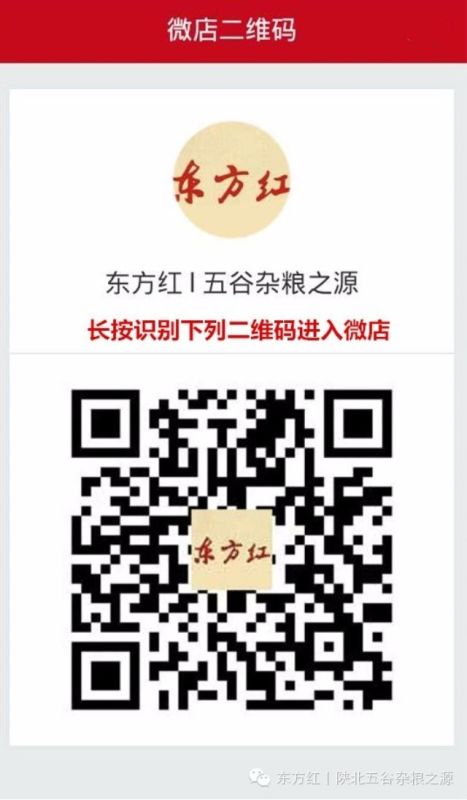 微店二维码
东方红
东方红 | 五谷杂粮之源
长按识别下列二维码进入微店
东方红
东方红 | 陕北五谷杂粮之源